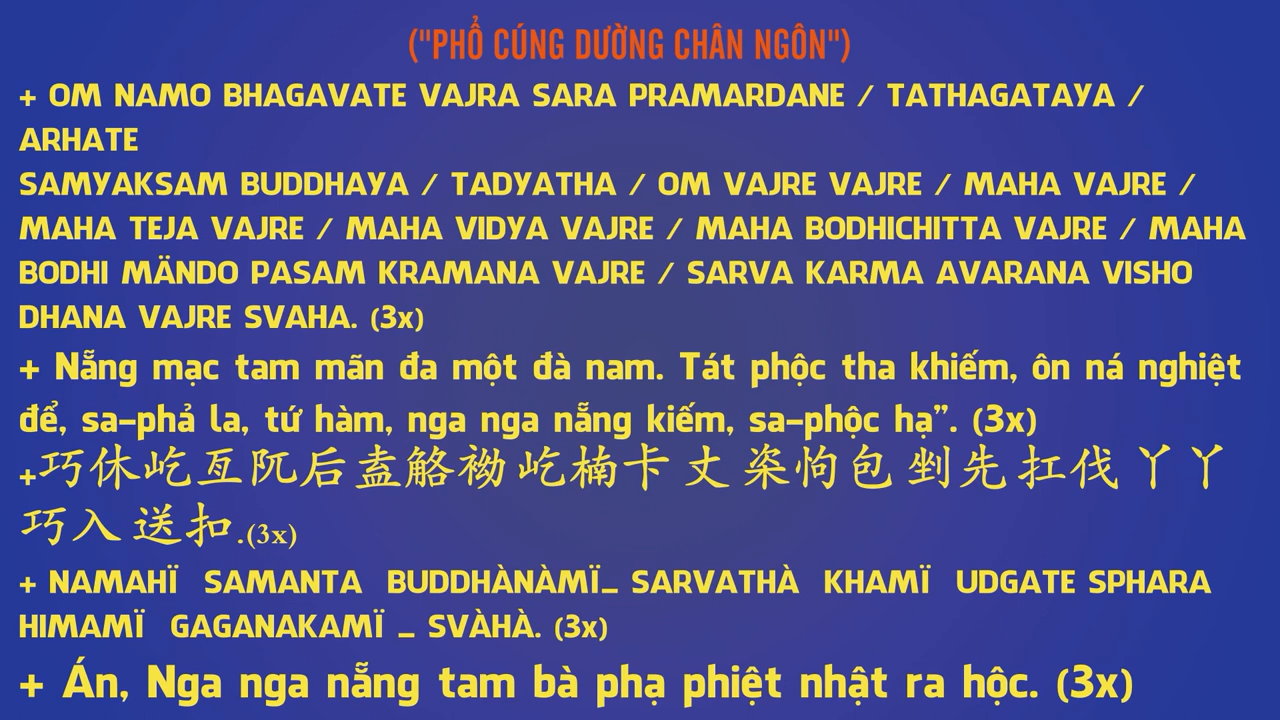 ("PHỔ CÚNG DƯỜNG CHÂN NGÔN")
+ OM NAMO BHAGAVATE VAJRA SARA PRAMARDANE / TATHAGATAYA /
ARHATE
SAMYAKSAM BUDDHAYA / TADYATHA / OM VAJRE VAJRE / MAHA VAJRE /
MAHA TEJA VAJRE / MAHA VIDYA VAJRE / MAHA BODHICHITTA VAJRE / MAHA
BODHI MÄNDO PASAM KRAMANA VAJRE / SARVA KARMA AVARANA VISHO
DHANA VAJRE SVAHA. (3x)
+ Nẵng mạc tam mãn đa một đà nam. Tát phộc tha khiếm, ôn ná nghiệt
để, sa-phả la, tứ hàm, nga nga nẵng kiếm, sa-phộc hạ”. (3x)
+巧休屹亙阢后盍觡袎屹楠卡丈栥怐包剉先扛伐丫丫
巧入送扣.(3x)
+ NAMAHÏ SAMANTA BUDDHÀNÀMÏ_ SARVATHÀ KHAMÏ UDGATE SPHARA
HIMAMÏ GAGANAKAMÏ _ SVÀHÀ. (3x)
+ Án, Nga nga nẵng tam bà phạ phiệt nhật ra hộc. (3x)